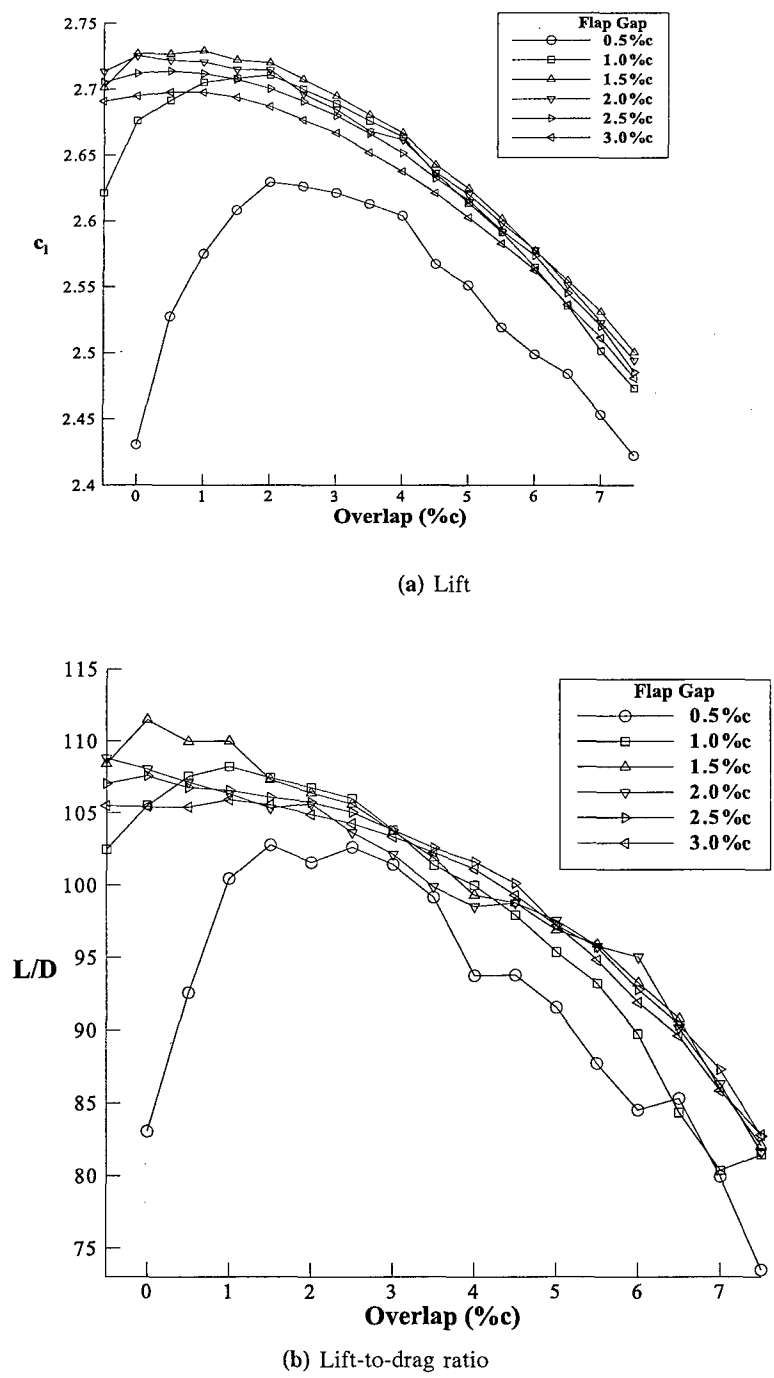 2.75
2.7
2.65
2.6
2.55
2.5
2.45
2.4
c₁
0 1 2 3 4 5 6 7
Overlap (%c)
Flap Gap
0.5%c
1.0%c
1.5%c
2.0%c
2.5%c
3.0%c
(a) Lift
115
110
105
100
95
90
85
80
75
L/D
0 1 2 3 4 5 6 7
Overlap (%c)
Flap Gap
0.5%c
1.0%c
1.5%c
2.0%c
2.5%c
3.0%c
(b) Lift-to-drag ratio